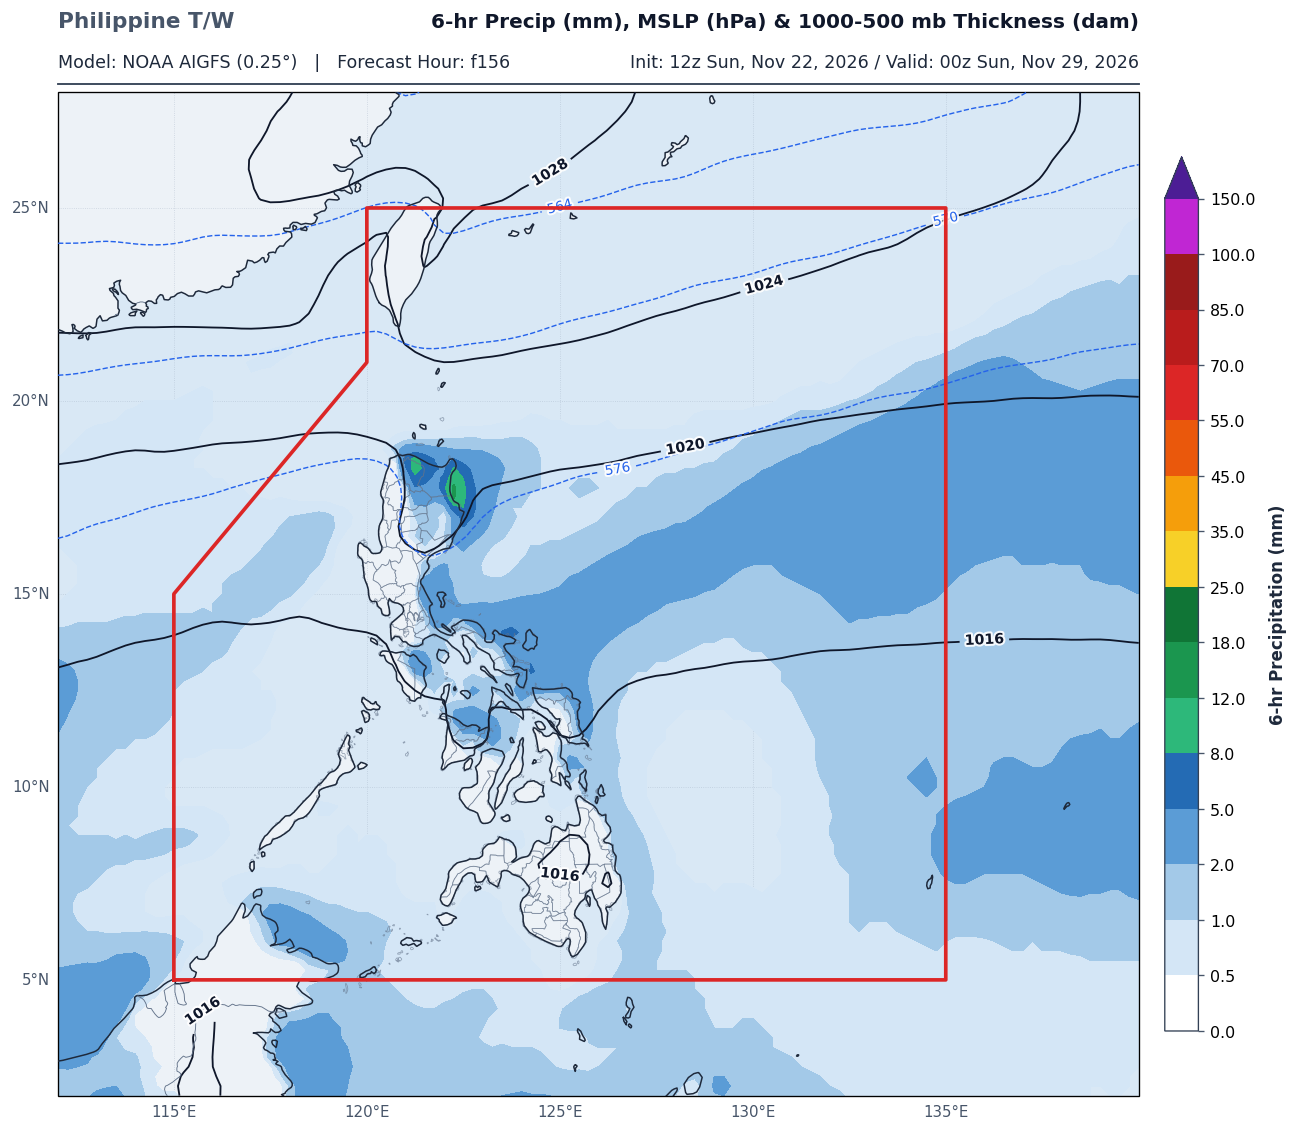 Philippine T/W
6-hr Precip (mm), MSLP (hPa) & 1000-500 mb Thickness (dam)
Model: NOAA AIGFS (0.25°) | Forecast Hour: f156
Init: 12z Sun, Nov 22, 2026 / Valid: 00z Sun, Nov 29, 2026
1028
564
570
1024
1020
576
1016
1016
1016
25°N
20°N
15°N
10°N
5°N
115°E
120°E
125°E
130°E
135°E
150.0
100.0
85.0
70.0
55.0
45.0
35.0
25.0
18.0
12.0
8.0
5.0
2.0
1.0
0.5
0.0
6-hr Precipitation (mm)